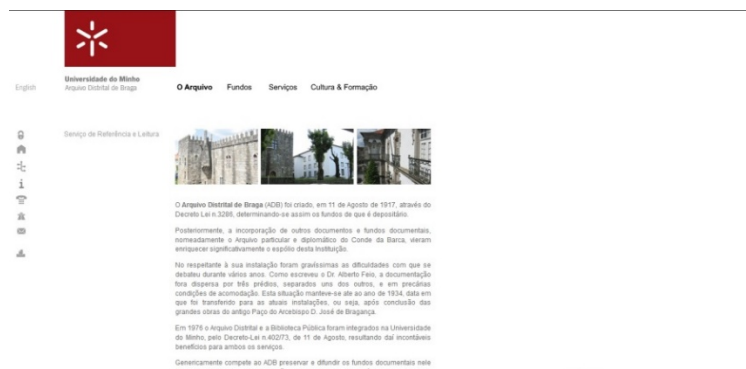 Universidade do Minho
English
Arquivo Distrital de Braga
O Arquivo
Fundos
Serviços
Cultura & Formação
Serviço de Referência e Leitura
O Arquivo Distrital de Braga (ADB) foi criado, em 11 de Agosto de 1917, através do
Decreto Lei n.3286, determinando-se assim os fundos de que é depositário.
Posteriormente, a incorporação de outros documentos e fundos documentais,
nomeadamente o Arquivo particular e diplomático do Conde da Barca, vieram
enriquecer significativamente o espólio desta Instituição.
No respeitante à sua instalação foram gravíssimas as dificuldades com que se
debateu durante vários anos. Como escreveu o Dr. Alberto Feio, a documentação
fora dispersa por três prédios, separados uns dos outros, e em precárias
condições de acomodação. Esta situação manteve-se ate ao ano de 1934, data em
que foi transferido para as atuais instalações, ou seja, após conclusão das
grandes obras do antigo Paço do Arcebispo D. José de Bragança.
Em 1976 o Arquivo Distrital e a Biblioteca Pública foram integrados na Universidade
do Minho, pelo Decreto-Lei n.402/73, de 11 de Agosto, resultando daí incontáveis
benefícios para ambos os serviços.
Genericamente compete ao ADB preservar e difundir os fundos documentais nele